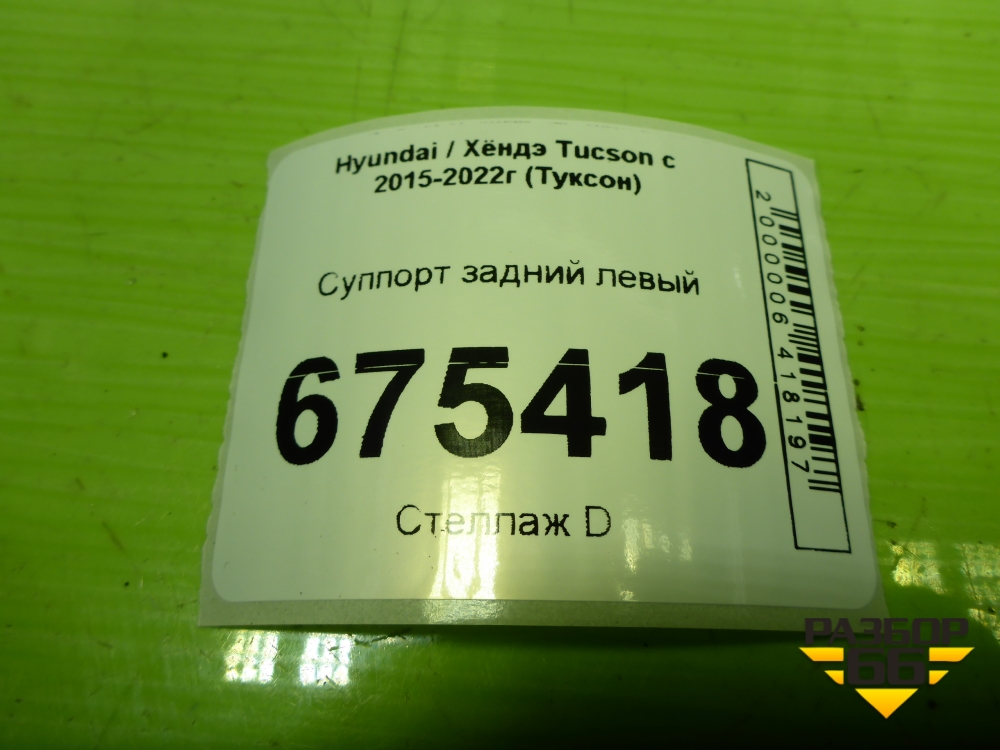 Hyundai / Хёндэ Tucson с
2015-2022г (Туксон)
Суппорт задний левый
675418
Стеллаж D
2000006418197
РАЗБОР
66